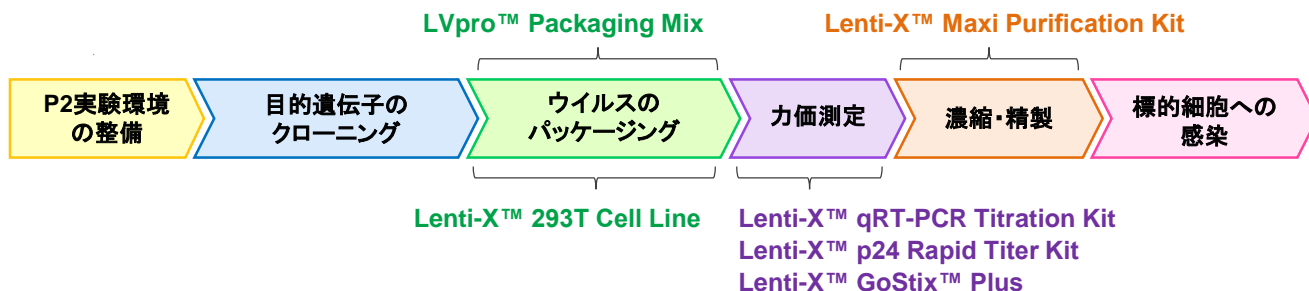 LVpro™ Packaging Mix
Lenti-X™ Maxi Purification Kit
P2実験環境
の整備
目的遺伝子の
クローニング
ウイルスの
パッケージング
力価測定
濃縮・精製
標的細胞への
感染
Lenti-X™ 293T Cell Line
Lenti-X™ qRT-PCR Titration Kit
Lenti-X™ p24 Rapid Titer Kit
Lenti-X™ GoStix™ Plus